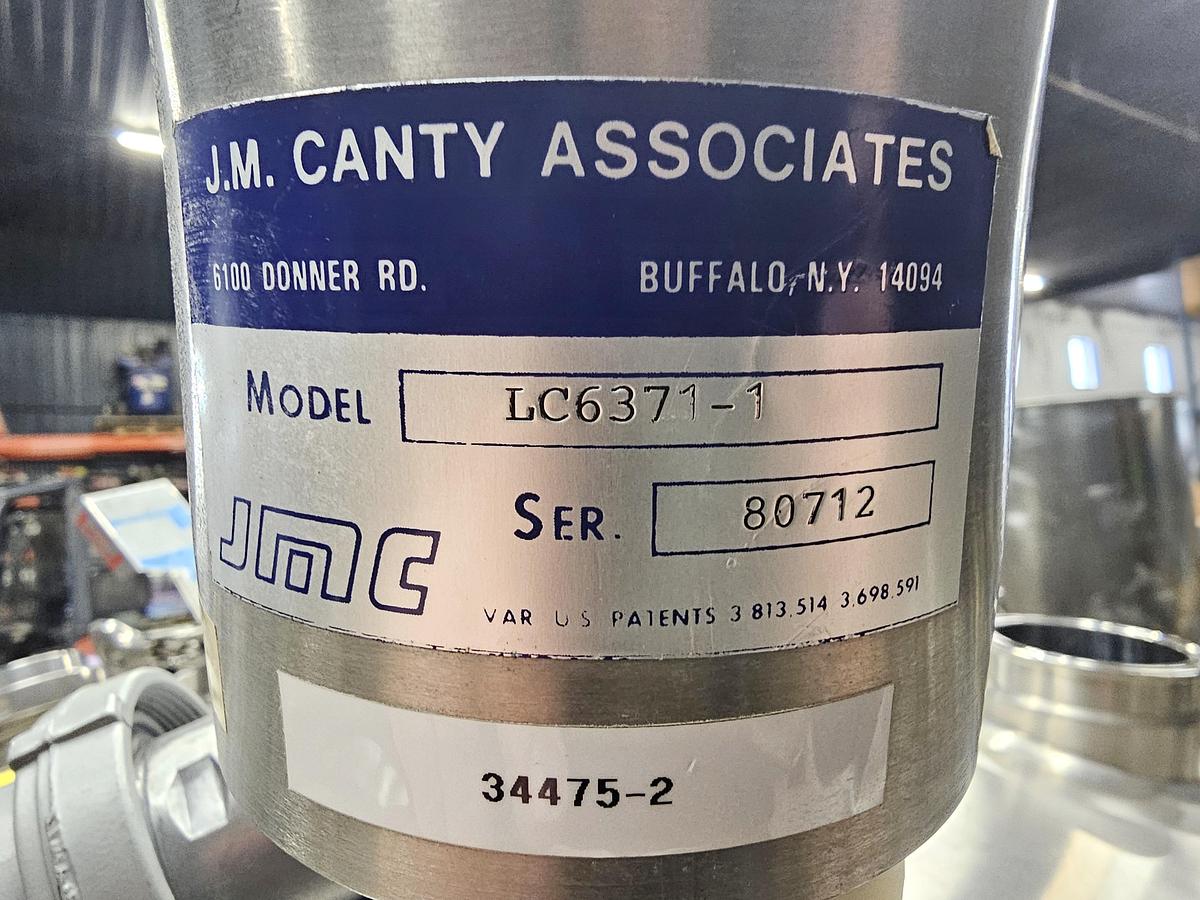 J.M. CANTY ASSOCIATES
6100 DONNER RD. BUFFALO, N.Y. 14094
MODEL LC6371-1
JMC SER. 80712
VAR US PATENTS 3 813,514 3,698,591
34475-2